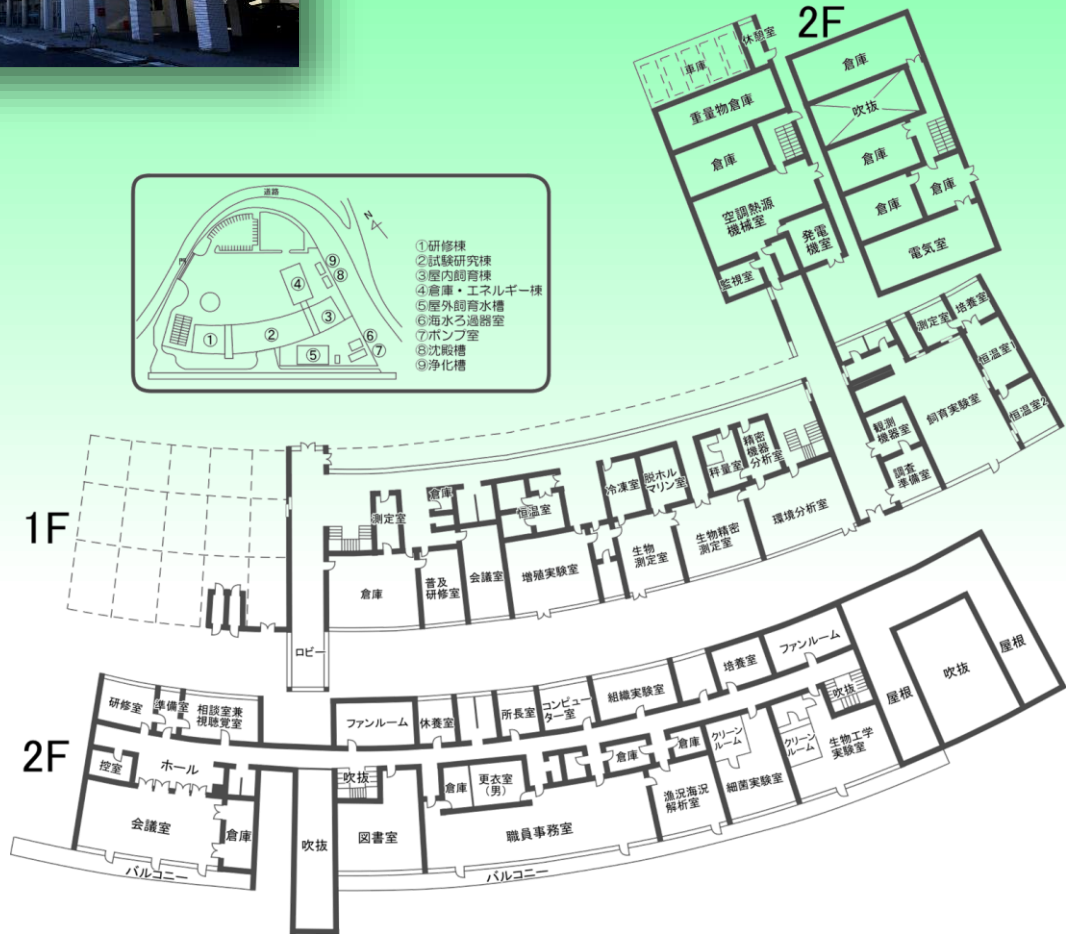 2F
休憩室
車庫
重量物倉庫
倉庫
空調熱源
機械室
発電
機室
監視室
倉庫
吹抜
倉庫
倉庫
倉庫
電気室
道路
N
門
①研修棟
②試験研究棟
③屋内飼育棟
④倉庫・エネルギー棟
⑤屋外飼育水槽
⑥海水ろ過器室
⑦ポンプ室
⑧沈殿槽
⑨浄化槽
①
②
③
④
⑤
⑥
⑦
⑧
⑨
測定室
培養室
恒温室1
恒温室2
飼育実験室
観測
機器室
調査
準備室
1F
測定室
倉庫
恒温室
冷凍室
脱ホル
マリン室
秤量室
精密
機器
分析室
倉庫
普及
研修室
会議室
増殖実験室
生物
測定室
生物精密
測定室
環境分析室
ロビー
2F
研修室
準備室
相談室兼
視聴覚室
ファンルーム
休養室
所長室
コンピュー
ター室
組織実験室
培養室
ファンルーム
吹抜
屋根
吹抜
屋根
控室
ホール
会議室
倉庫
バルコニー
吹抜
吹抜
図書室
倉庫
更衣室
(男)
職員事務室
倉庫
倉庫
漁況海況
解析室
クリーン
ルーム
細菌実験室
クリーン
ルーム
生物工学
実験室
バルコニー